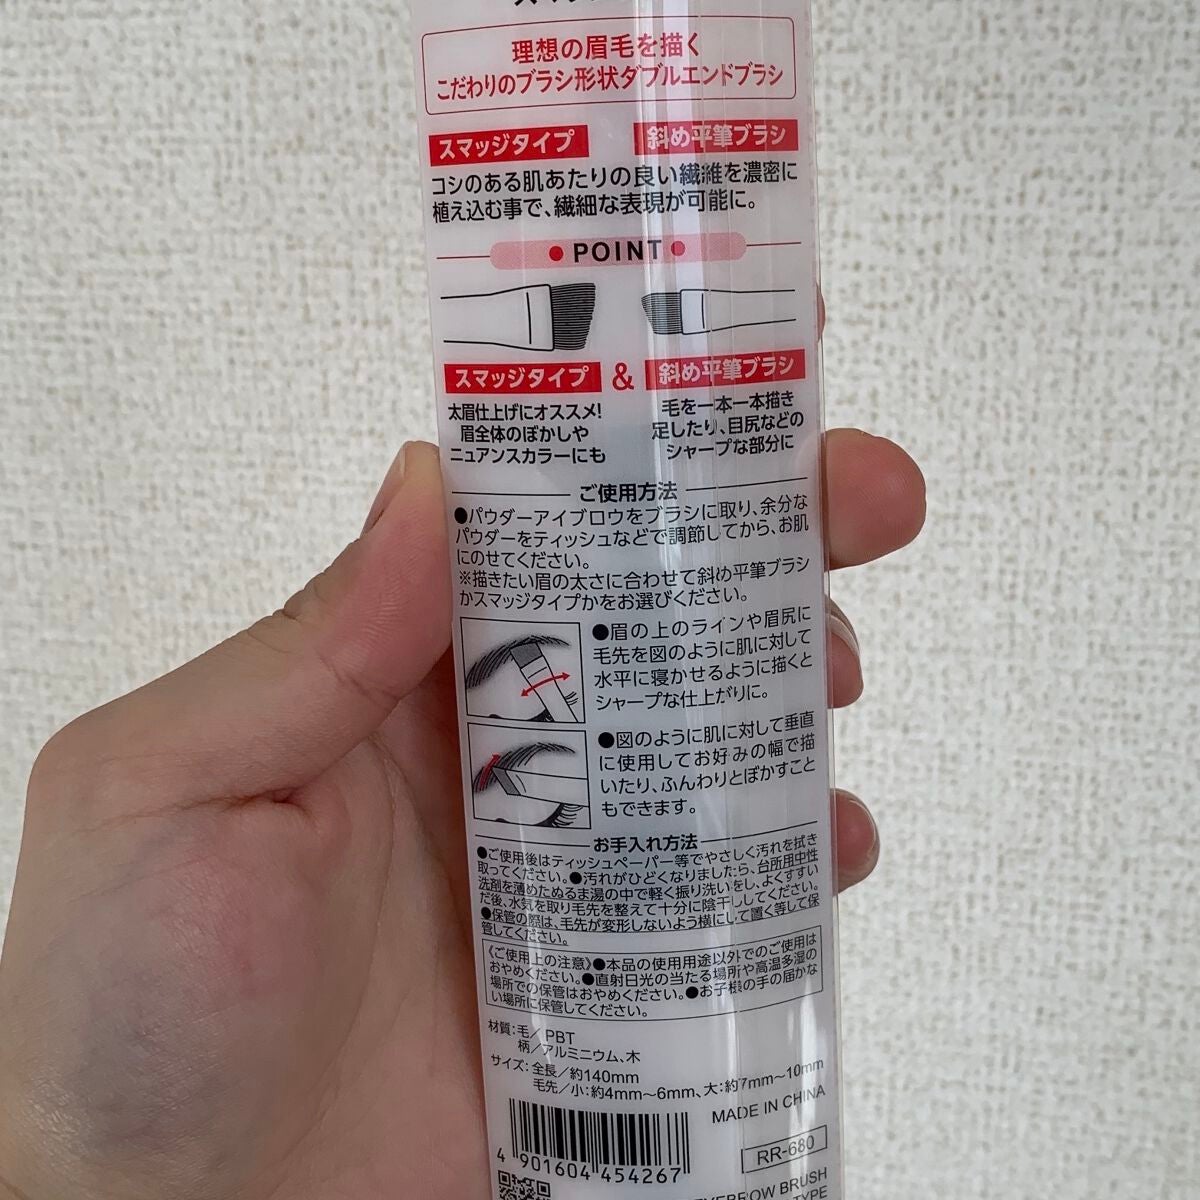 理想の眉毛を描く
こだわりのブラシ形状ダブルエンドブラシ
スマッジタイプ 斜め平筆ブラシ
コシのある肌あたりの良い繊維を濃密に
植え込む事で、繊細な表現が可能に。
POINT
スマッジタイプ & 斜め平筆ブラシ
太眉仕上げにオススメ!
眉全体のぼかしや
ニュアンスカラーにも
毛を一本一本描き
足したり、目尻などの
シャープな部分に
ご使用方法
●パウダーアイブロウをブラシに取り、余分な
パウダーをティッシュなどで調節してから、お肌
にのせてください。
※描きたい眉の太さに合わせて斜め平筆ブラシ
かスマッジタイプかをお選びください。
●眉の上のラインや眉尻に
毛先を図のように肌に対して
水平に寝かせるように描くと
シャープな仕上がりに。
●図のように肌に対して垂直
に使用してお好みの幅で描
いたり、ふんわりとぼかすこと
もできます。
お手入れ方法
●ご使用後はティッシュペーパー等でやさしく汚れを拭き
取ってください。●汚れがひどくなりましたら、台所用中性
洗剤を薄めたぬるま湯の中で軽く振り洗いをし、よくすすい
だ後、水気を取り毛先を整えて十分に陰干ししてください。
●保管の際は、毛先が変形しないよう横にして置く等して保
管してください。
《ご使用上の注意》●本品の使用用途以外でのご使用は
おやめください。●直射日光の当たる場所や高温多湿の
場所での保管はおやめください。●お子様の手の届かな
い場所に保管してください。
材質:毛/PBT
柄/アルミニウム、木
サイズ:全長/約140mm
毛先/小:約4mm〜6mm、大:約7mm〜10mm
MADE IN CHINA
4 901604 454267
RR-680
EYEBROW BRUSH
TYPE